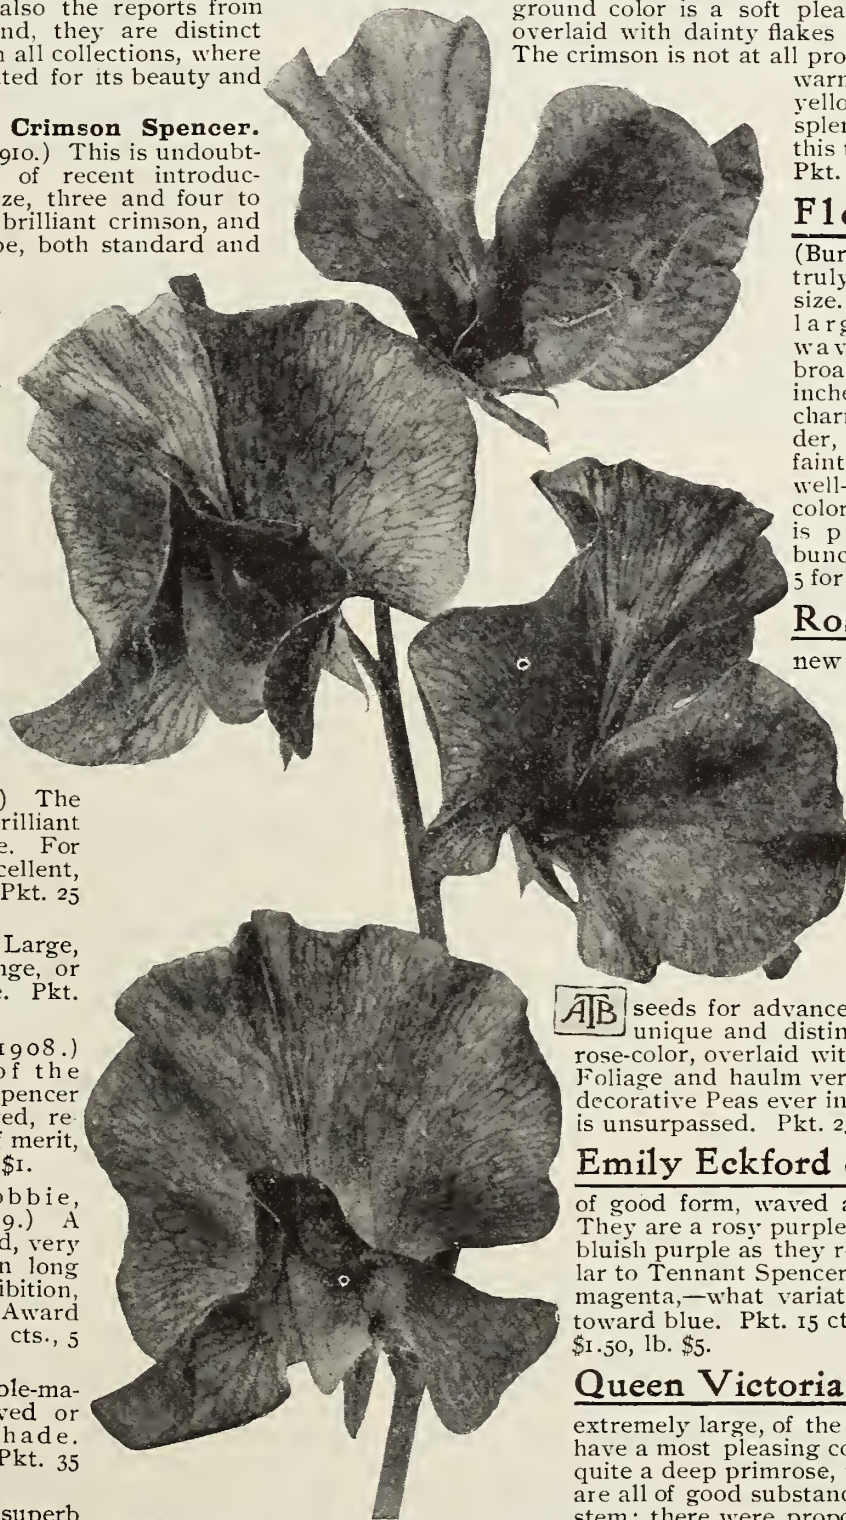 also the reports from
nd, they are distinct
all collections, where
ted for its beauty and
Crimson Spencer.
910.) This is undoubt-
of recent introduc-
ze, three and four to
brilliant crimson, and
pe, both standard and
) The
rilliant
e. For
cellent,
Pkt. 25
Large,
nge, or
e. Pkt.
1908.)
of the
pencer
ed, re-
f merit,
$1.
obbie,
9.) A
d, very
n long
ibition,
Award
cts., 5
ple-ma-
ved or
hade.
Pkt. 35
superb
ground color is a soft plea
overlaid with dainty flakes
The crimson is not at all pro
warm
yello
splen
this
Pkt.
Flo
(Bur
truly
size.
larg
wav
broa
inche
char
der,
faint
well-
color
is p
bunc
5 for
Ros
new
ATB seeds for advance
unique and distin
rose-color, overlaid wit
Foliage and haulm ver
decorative Peas ever in
is unsurpassed. Pkt. 2
Emily Eckford
of good form, waved a
They are a rosy purple
bluish purple as they r
lar to Tennant Spencer
magenta,—what variat
toward blue. Pkt. 15 ct
$1.50, lb. $5.
Queen Victoria
extremely large, of the
have a most pleasing co
quite a deep primrose,
are all of good substanc
stem; there were propo